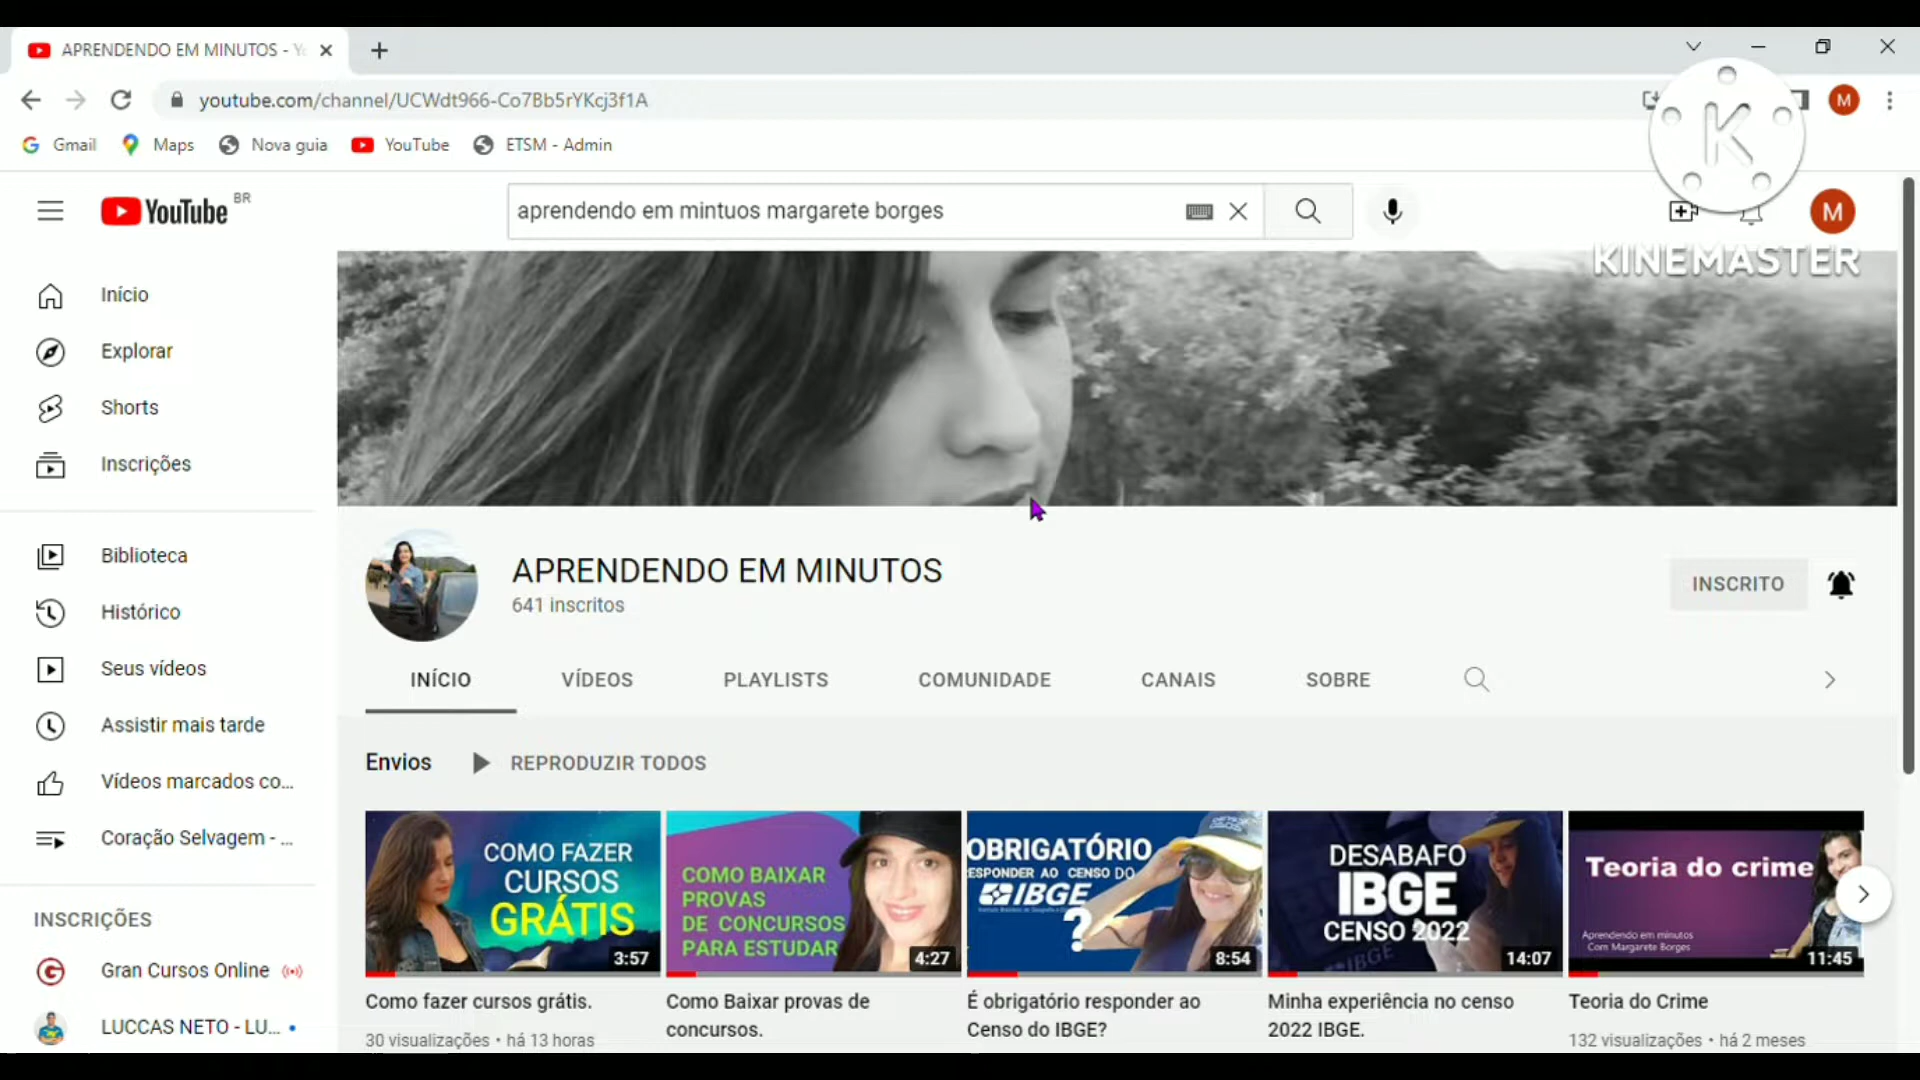 APRENDENDO EM MINUTOS - Y
youtube.com/channel/UCWdt966-Co7Bb5rYKcj3f1A
M
Gmail
Maps
Nova guia
YouTube
ETSM - Admin
K
KINEMASTER
YouTube BR
aprendendo em mintuos margarete borges
M
Início
Explorar
Shorts
Inscrições
Biblioteca
Histórico
Seus vídeos
Assistir mais tarde
Vídeos marcados co...
Coração Selvagem - ...
INSCRIÇÕES
Gran Cursos Online
LUCCAS NETO - LU...
APRENDENDO EM MINUTOS
641 inscritos
INSCRITO
INÍCIO
VÍDEOS
PLAYLISTS
COMUNIDADE
CANAIS
SOBRE
Envios
REPRODUZIR TODOS
COMO FAZER
CURSOS
GRÁTIS
3:57
Como fazer cursos grátis.
30 visualizações • há 13 horas
COMO BAIXAR
PROVAS
DE CONCURSOS
PARA ESTUDAR
4:27
Como Baixar provas de
concursos.
OBRIGATÓRIO
ESPONDER AO CENSO DO
IBGE
?
8:54
É obrigatório responder ao
Censo do IBGE?
DESABAFO
IBGE
CENSO 2022
14:07
Minha experiência no censo
2022 IBGE.
Teoria do crime
Aprendendo em minutos
Com Margarete Borges
11:45
Teoria do Crime
132 visualizações • há 2 meses